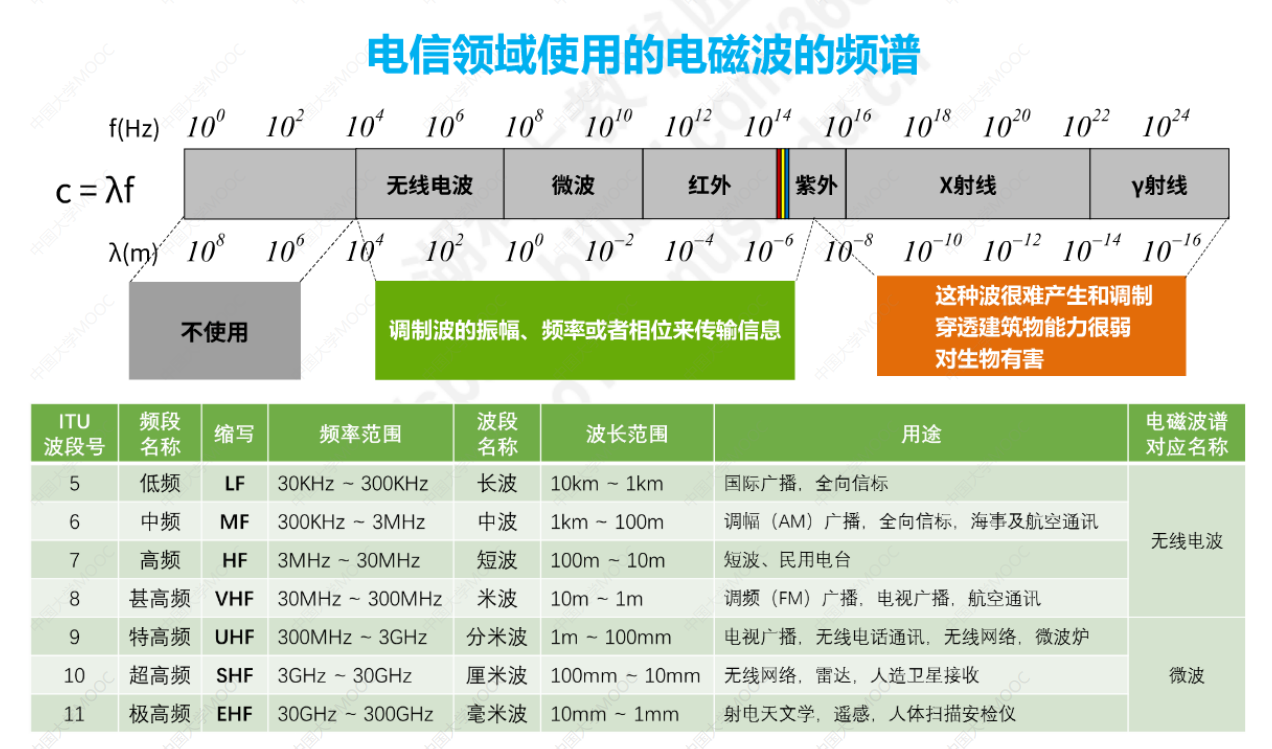 电信领域使用的电磁波的频谱
f(Hz) 10^0 10^2 10^4 10^6 10^8 10^10 10^12 10^14 10^16 10^18 10^20 10^22 10^24
c = λf 无线电波 微波 红外 紫外 X射线 γ射线
λ(m) 10^8 10^6 10^4 10^2 10^0 10^-2 10^-4 10^-6 10^-8 10^-10 10^-12 10^-14 10^-16
不使用
调制波的振幅、频率或者相位来传输信息
这种波很难产生和调制
穿透建筑物能力很弱
对生物有害
ITU 波段号 频段名称 缩写 频率范围 波段名称 波长范围 用途 电磁波谱对应名称
5 低频 LF 30KHz ~ 300KHz 长波 10km ~ 1km 国际广播，全向信标
6 中频 MF 300KHz ~ 3MHz 中波 1km ~ 100m 调幅（AM）广播，全向信标，海事及航空通讯
7 高频 HF 3MHz ~ 30MHz 短波 100m ~ 10m 短波、民用电台
8 甚高频 VHF 30MHz ~ 300MHz 米波 10m ~ 1m 调频（FM）广播，电视广播，航空通讯
无线电波
9 特高频 UHF 300MHz ~ 3GHz 分米波 1m ~ 100mm 电视广播，无线电话通讯，无线网络，微波炉
10 超高频 SHF 3GHz ~ 30GHz 厘米波 100mm ~ 10mm 无线网络，雷达，人造卫星接收
11 极高频 EHF 30GHz ~ 300GHz 毫米波 10mm ~ 1mm 射电天文学，遥感，人体扫描安检仪
微波
中国大学MOOC